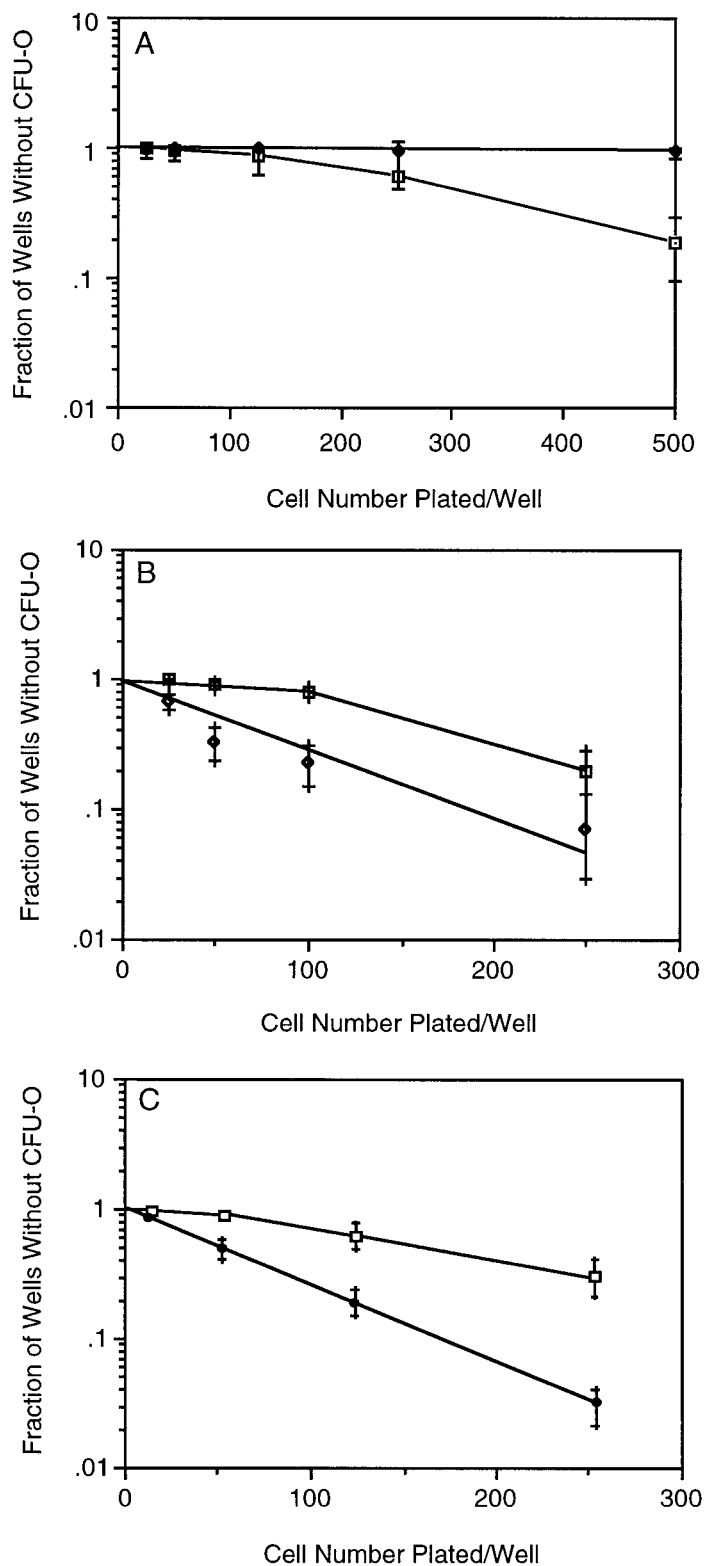 A
Fraction of Wells Without CFU-O
10
1
.1
.01
0 100 200 300 400 500
Cell Number Plated/Well
B
Fraction of Wells Without CFU-O
10
1
.1
.01
0 100 200 300
Cell Number Plated/Well
C
Fraction of Wells Without CFU-O
10
1
.1
.01
0 100 200 300
Cell Number Plated/Well